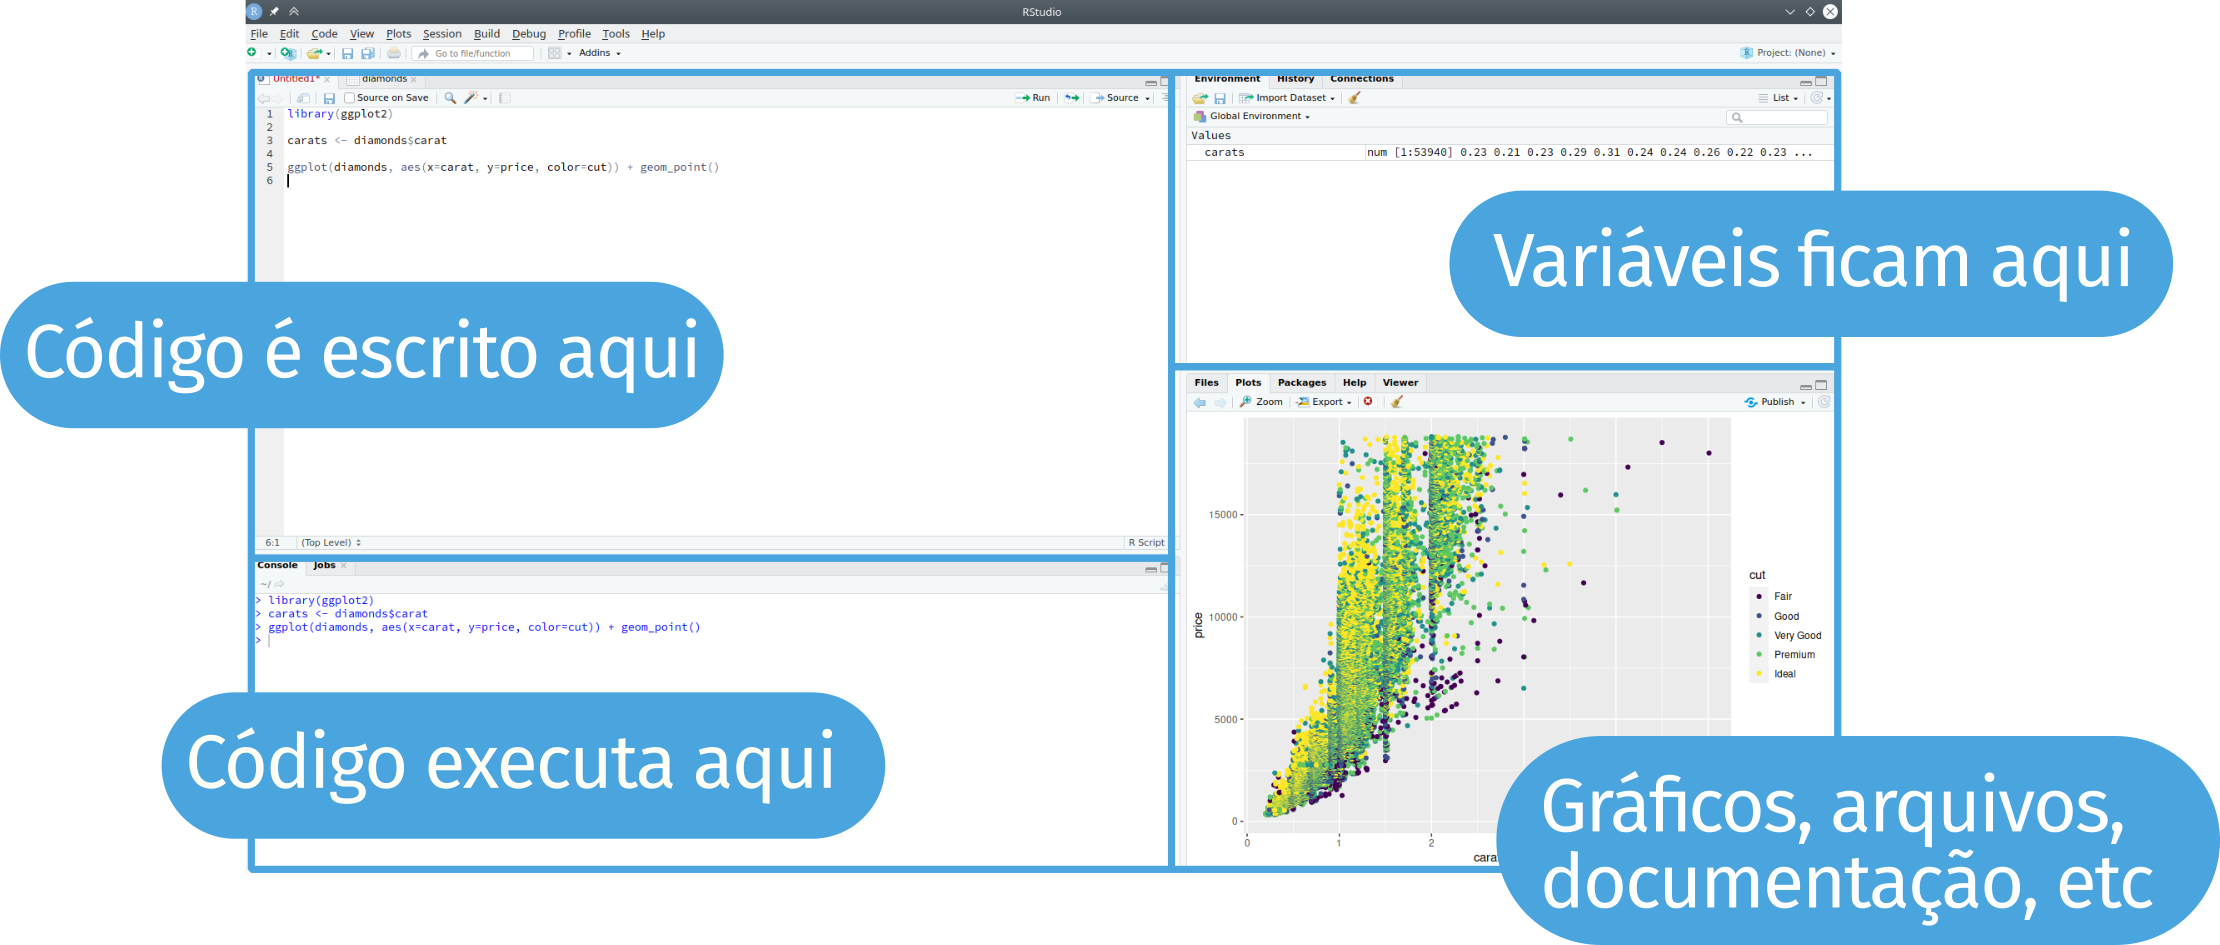 RStudio
File Edit Code View Plots Session Build Debug Profile Tools Help
Go to file/function Addins Project: (None)
Untitled1* diamonds
Source on Save Run Source
1 library(ggplot2)
2
3 carats <- diamonds$carat
4
5 ggplot(diamonds, aes(x=carat, y=price, color=cut)) + geom_point()
6
Código é escrito aqui
6:1 (Top Level) R Script
Console Jobs
~/
> library(ggplot2)
> carats <- diamonds$carat
> ggplot(diamonds, aes(x=carat, y=price, color=cut)) + geom_point()
>
Código executa aqui
Environment History Connections
Import Dataset List
Global Environment
Values
carats num [1:53940] 0.23 0.21 0.23 0.29 0.31 0.24 0.24 0.26 0.22 0.23 ...
Variáveis ficam aqui
Files Plots Packages Help Viewer
Zoom Export Publish
15000
10000
5000
0
price
0 1 2
cara
cut
Fair
Good
Very Good
Premium
Ideal
Gráficos, arquivos,
documentação, etc